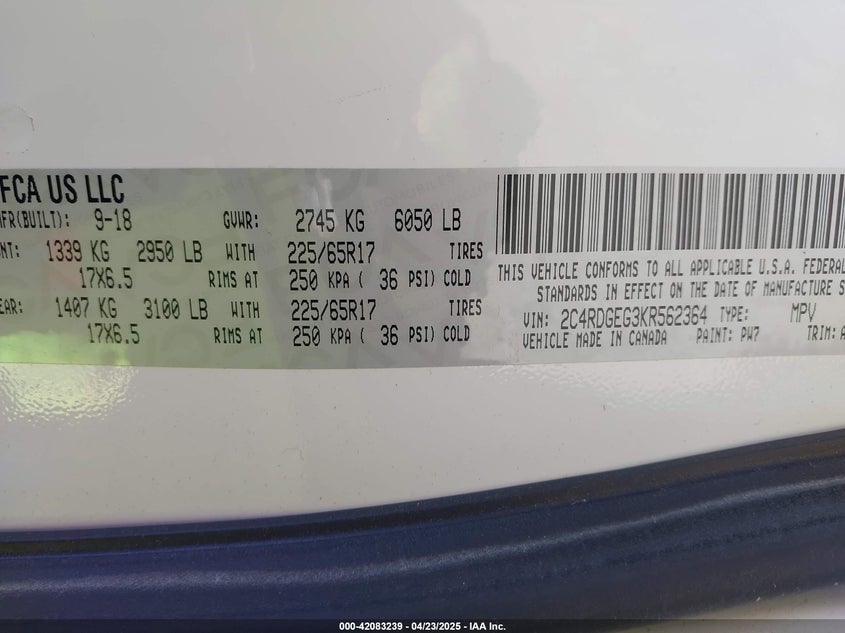 FCA US LLC
MFR(BUILT): 9-18 GVWR: 2745 KG 6050 LB
NT: 1339 KG 2950 LB WITH 225/65R17 TIRES
17X6.5 RIMS AT 250 KPA ( 36 PSI) COLD
EAR: 1407 KG 3100 LB WITH 225/65R17 TIRES
17X6.5 RIMS AT 250 KPA ( 36 PSI) COLD
THIS VEHICLE CONFORMS TO ALL APPLICABLE U.S.A. FEDERAL
STANDARDS IN EFFECT ON THE DATE OF MANUFACTURE S
VIN: 2C4RDGEG3KR562364 TYPE: MPV
VEHICLE MADE IN CANADA PAINT: PW7 TRIM: A
000-42083239 - 04/23/2025 - IAA Inc.